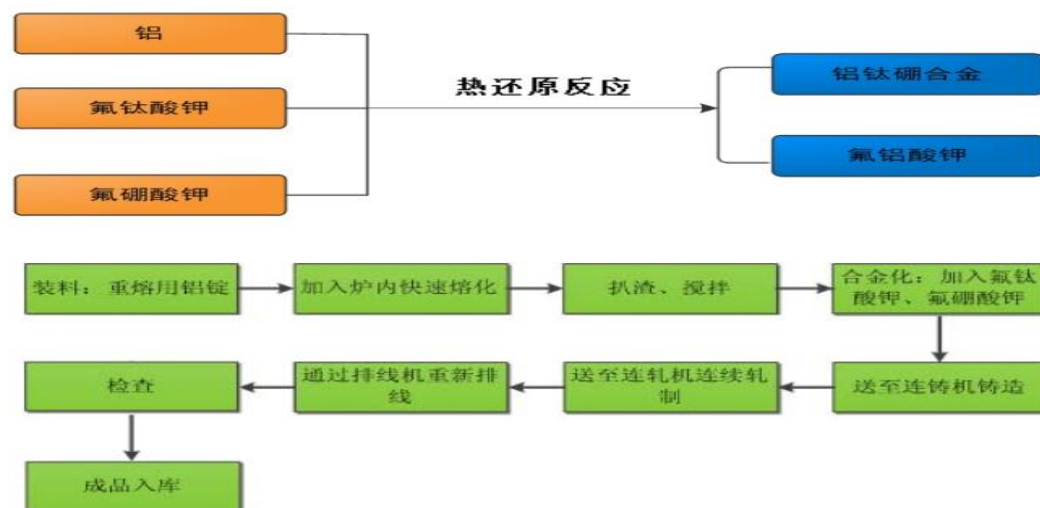 铝
氟钛酸钾
氟硼酸钾
热还原反应
铝钛硼合金
氟铝酸钾
装料：重熔用铝锭
加入炉内快速熔化
扒渣、搅拌
合金化：加入氟钛
酸钾、氟硼酸钾
送至连铸机铸造
送至连轧机连续轧
制
通过排线机重新排
线
检查
成品入库